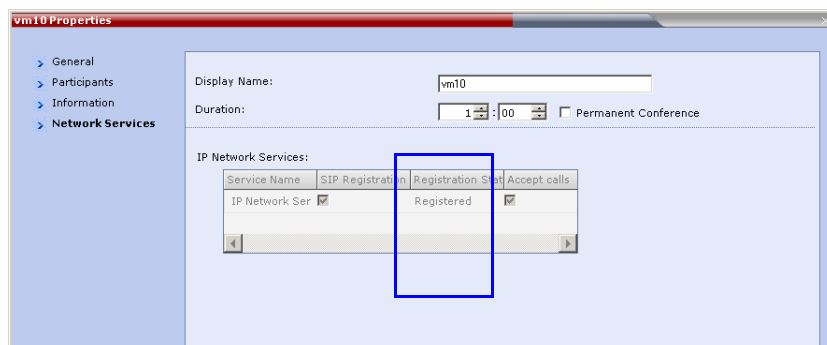 vm10 Properties
General
Participants
Information
Network Services
Display Name:
vm10
Duration:
1 : 00
Permanent Conference
IP Network Services:
Service Name SIP Registration Registration Stat Accept calls
IP Network Ser Registered